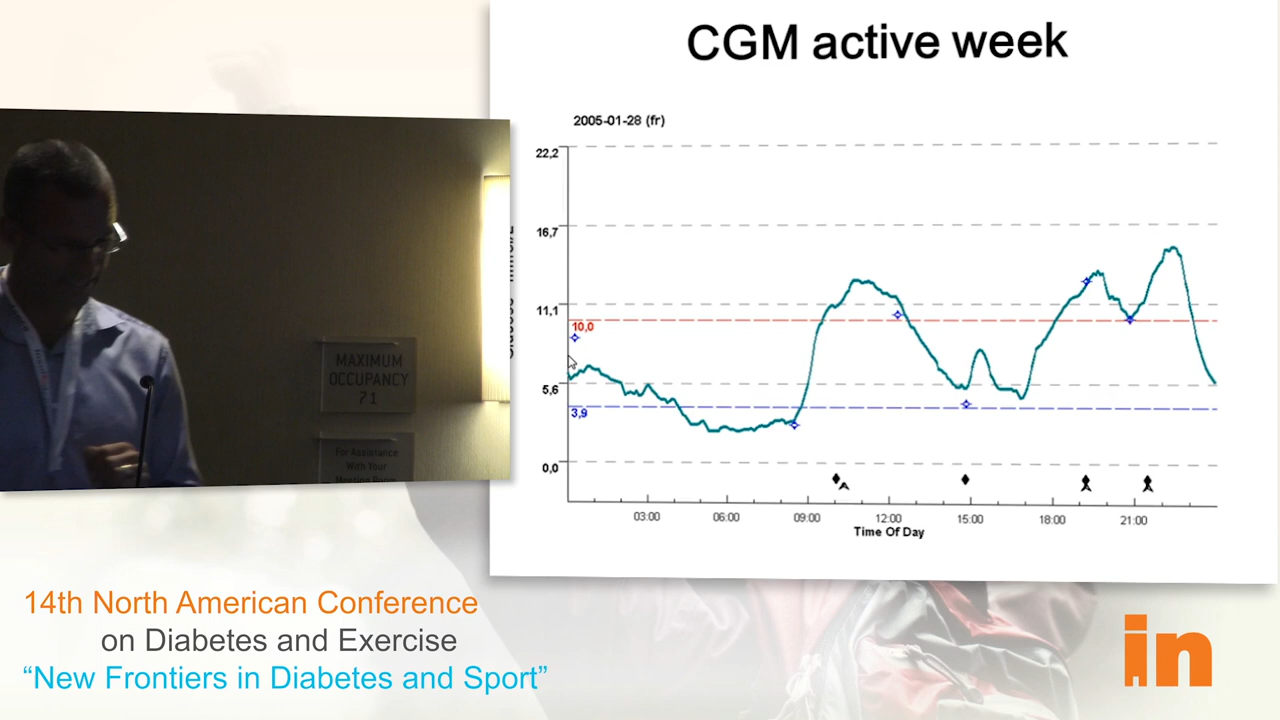 CGM active week
2005-01-28 (fr)
22,2
16,7
11,1
10,0
5,6
3,9
0,0
03:00 06:00 09:00 12:00 15:00 18:00 21:00
Time Of Day
MAXIMUM
OCCUPANCY
71
For Assistance
With Your
14th North American Conference
on Diabetes and Exercise
“New Frontiers in Diabetes and Sport”
in